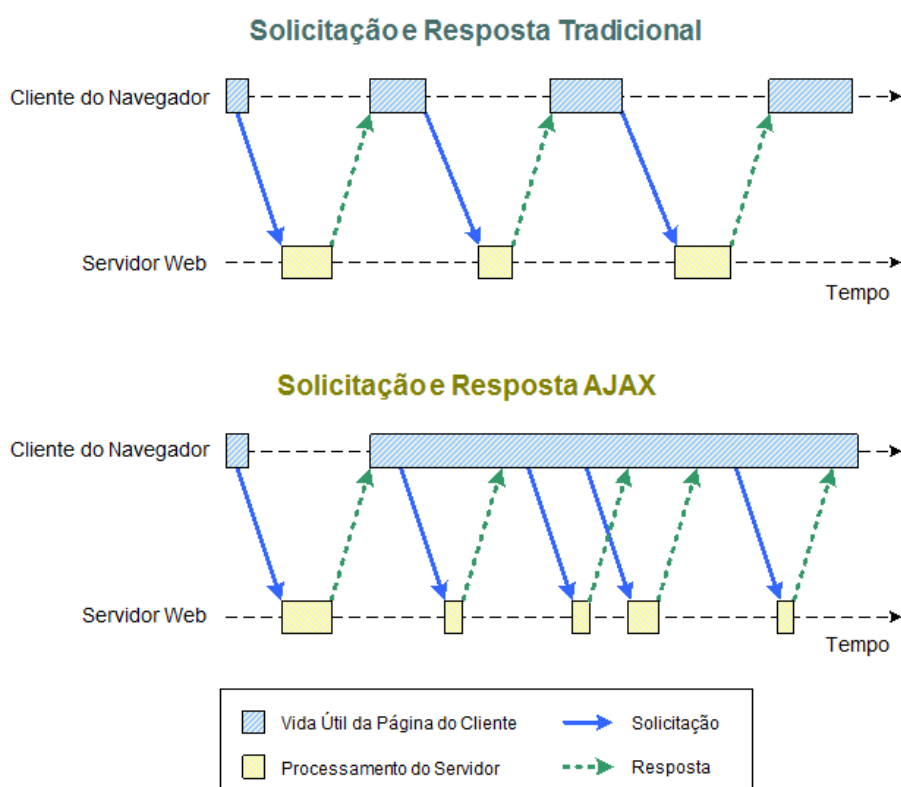 Solicitação e Resposta Tradicional
Cliente do Navegador
Servidor Web
Tempo
Solicitação e Resposta AJAX
Cliente do Navegador
Servidor Web
Tempo
Vida Útil da Página do Cliente
Solicitação
Processamento do Servidor
Resposta